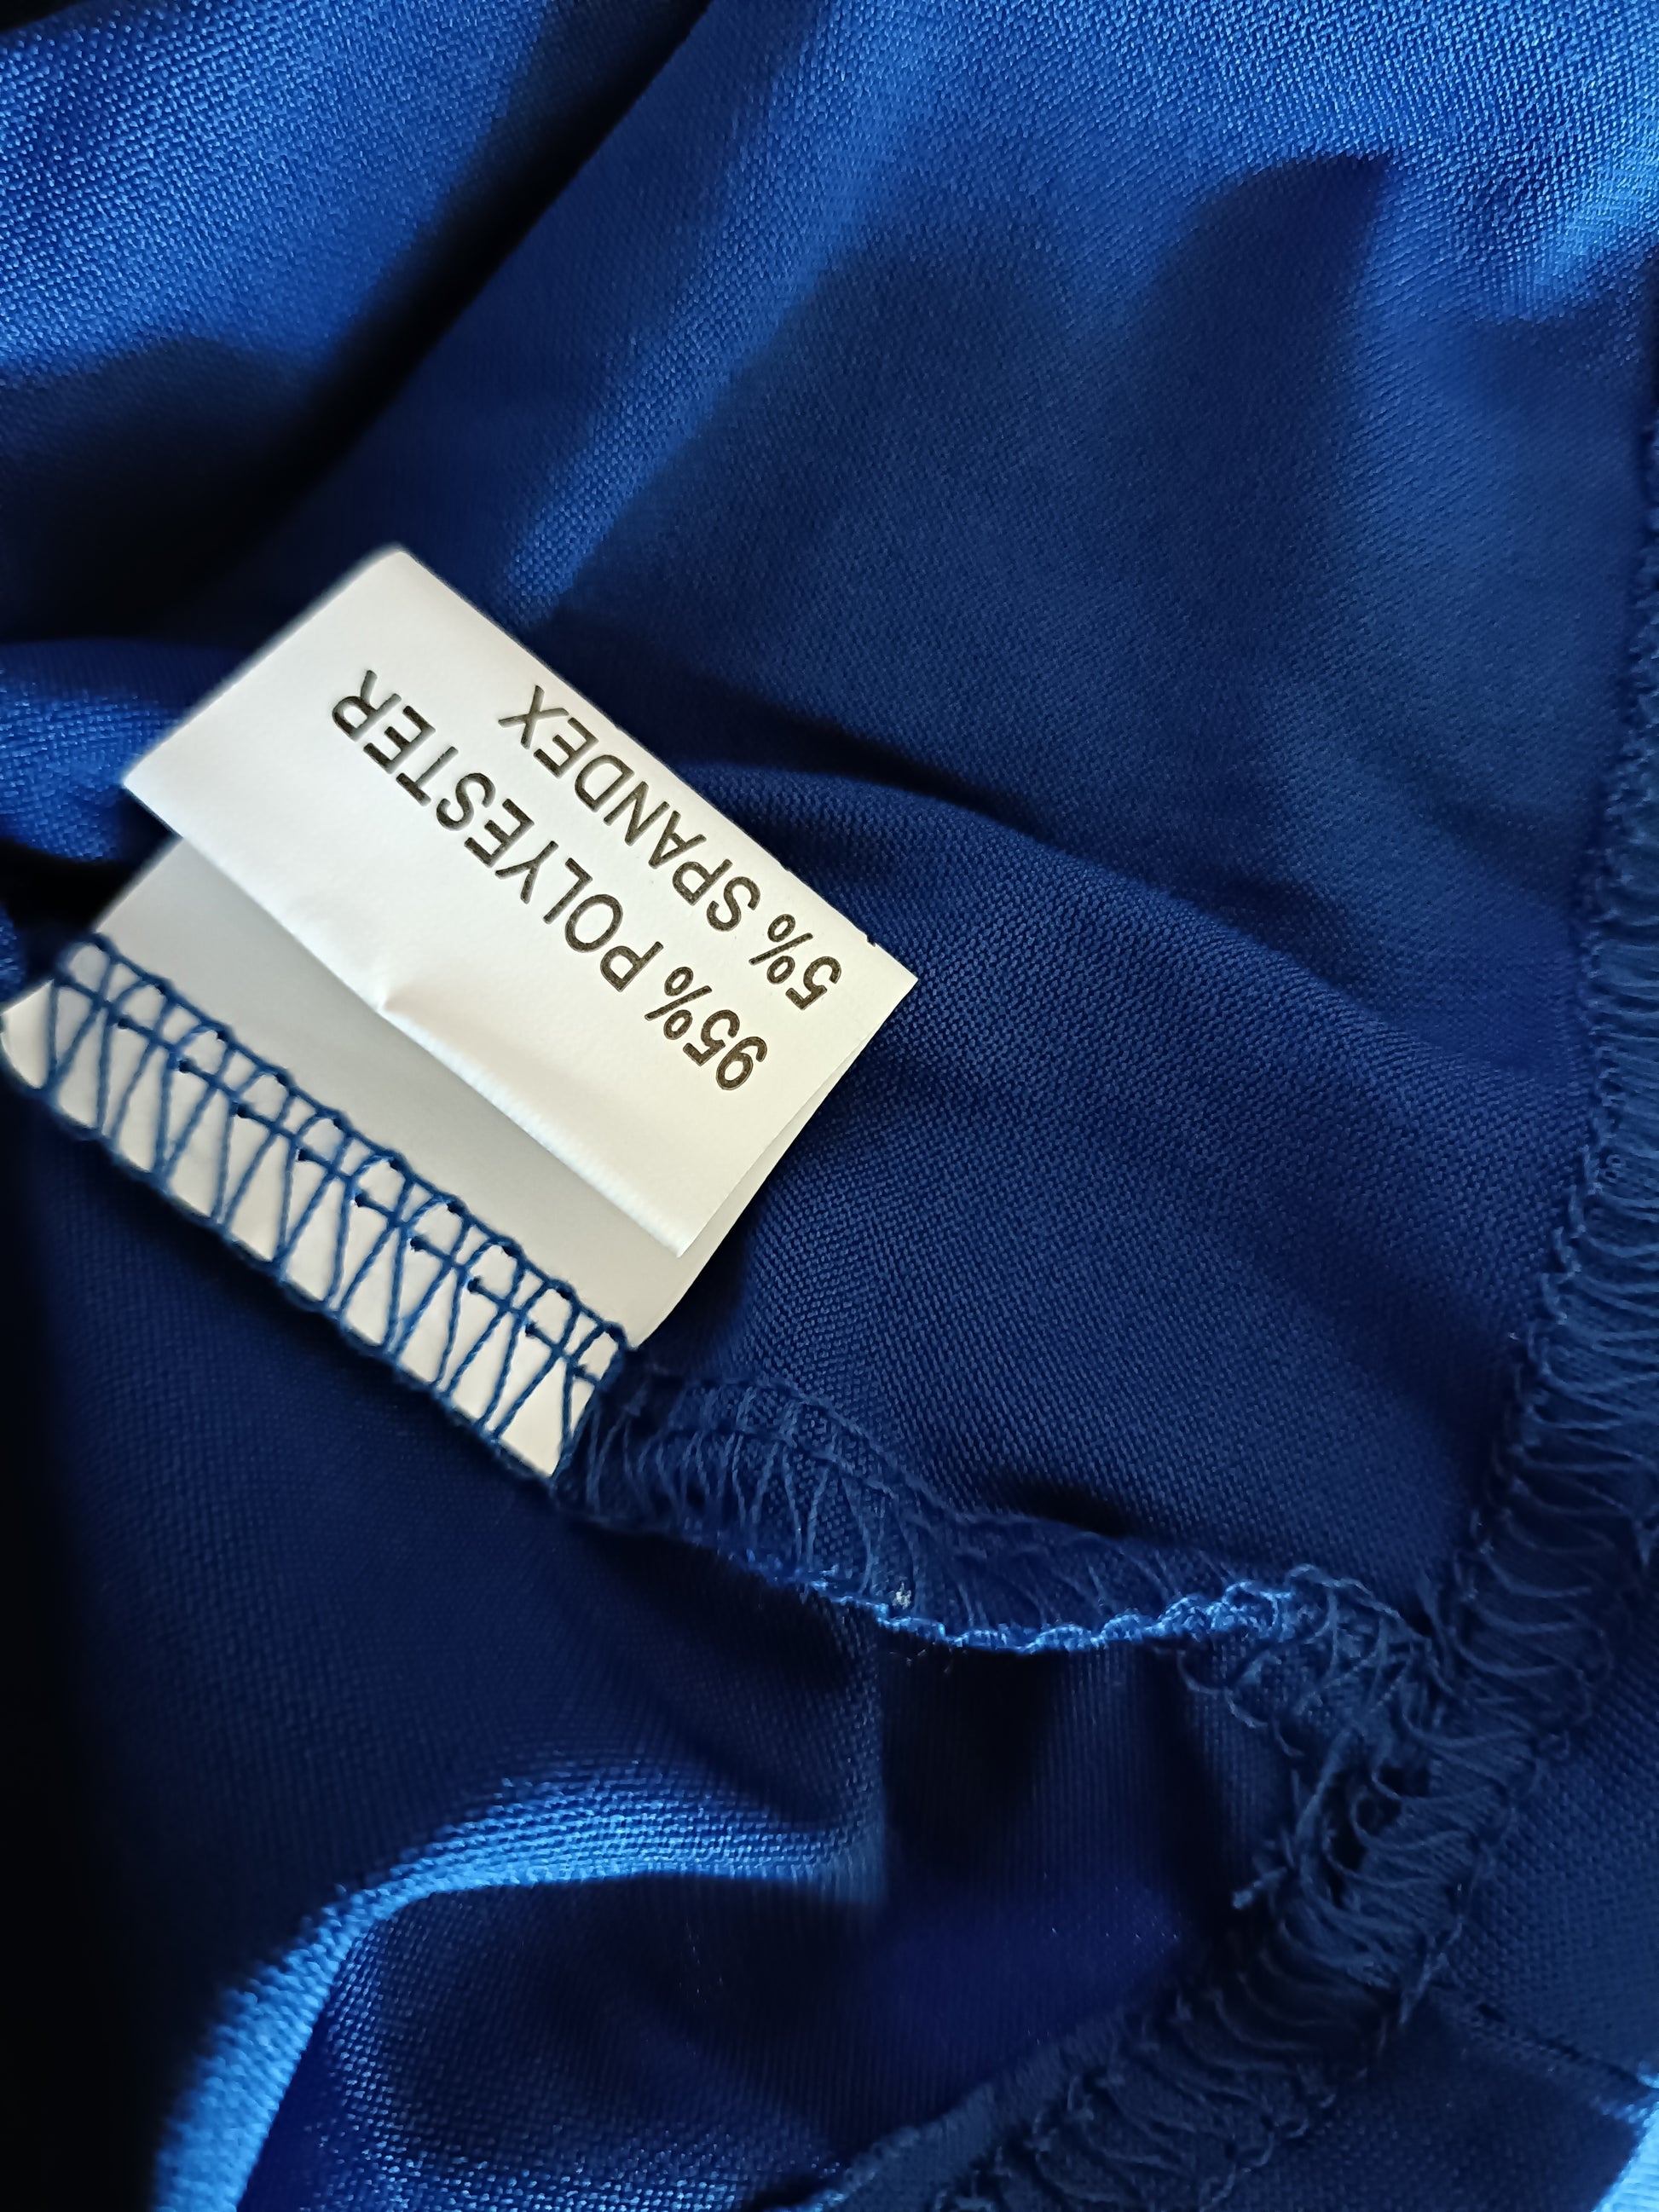 95% POLYESTER
5% SPANDEX